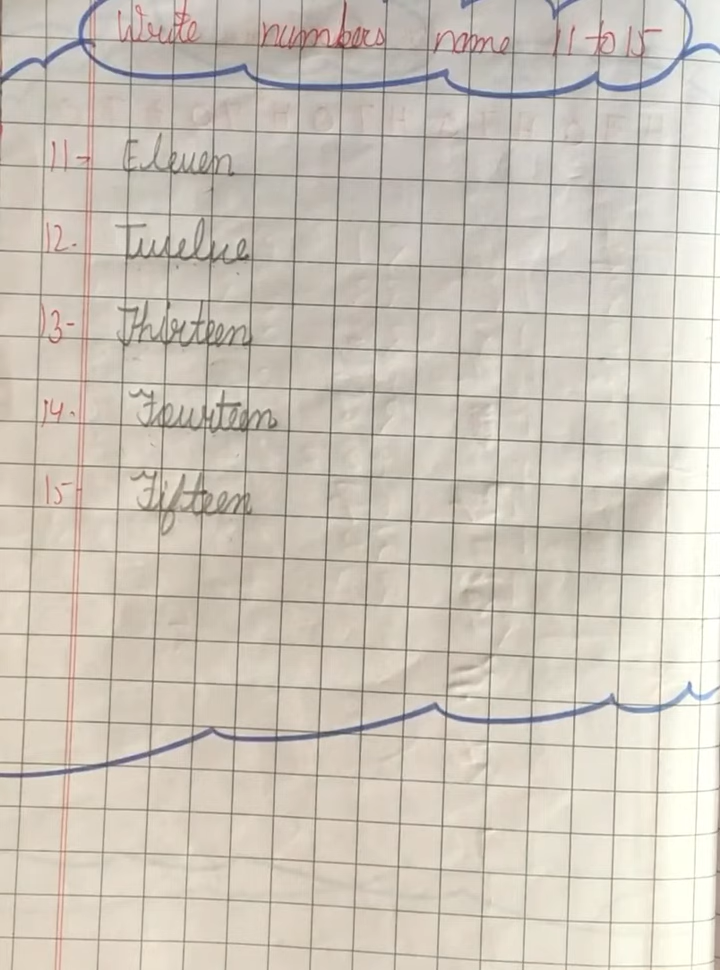 Write numbers name 11 to 15
11- Eleven
12. Twelve
13- Thirteen
14. Fourteen
15- Fifteen